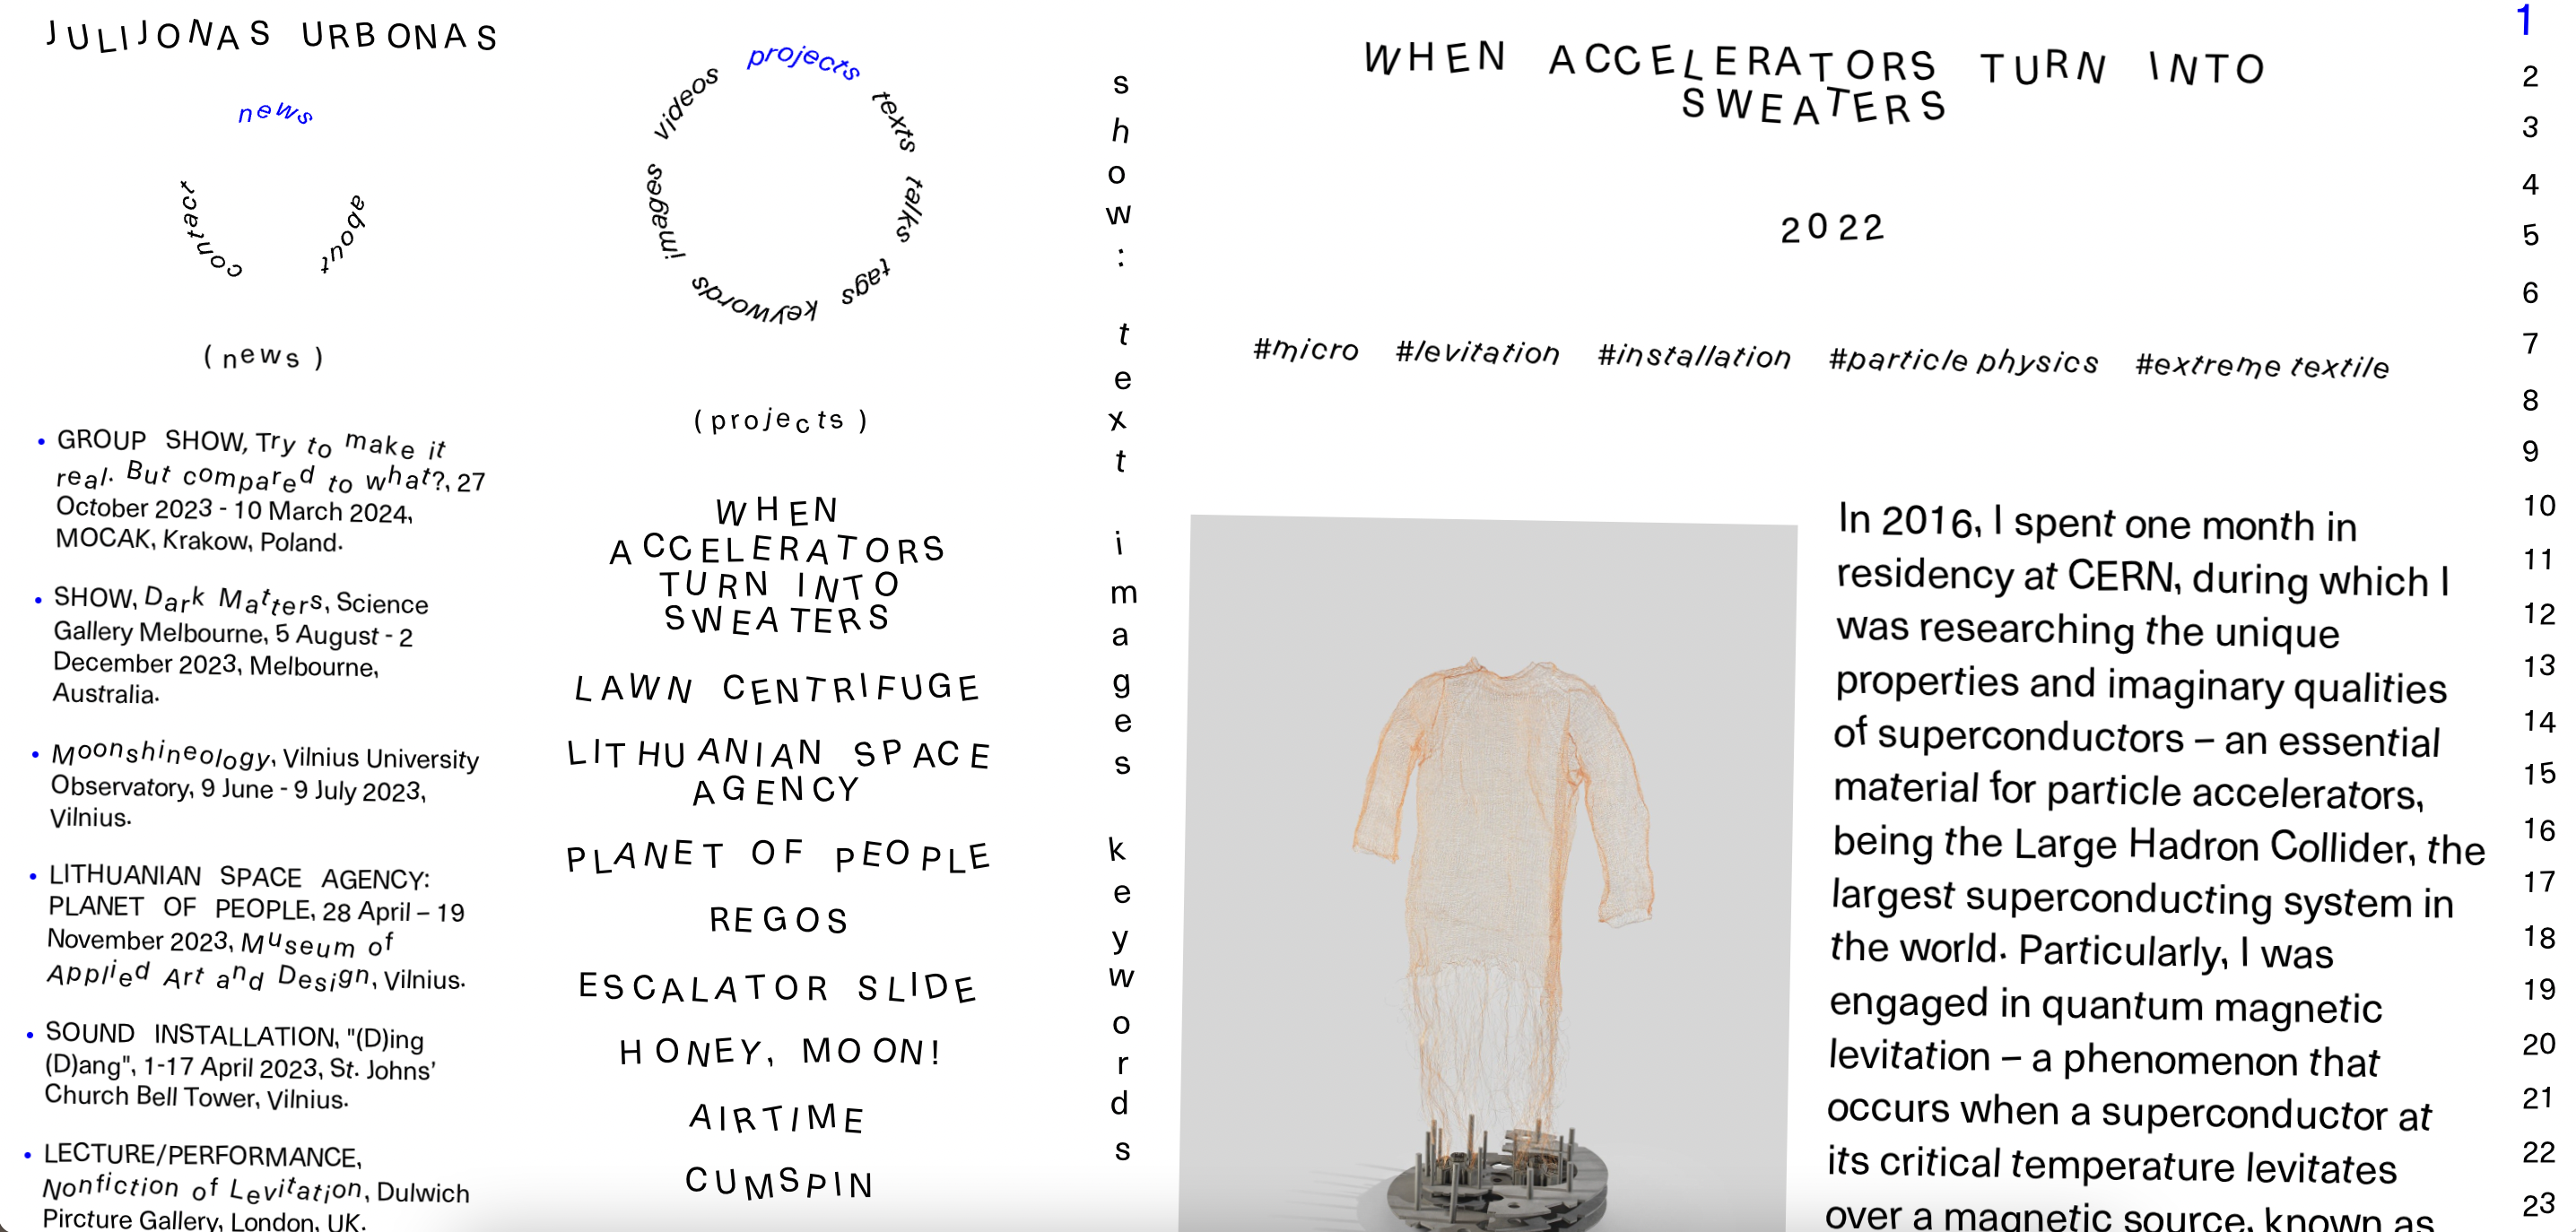 JULIJONAS URBONAS
news
about
contact
(news)
• GROUP SHOW, Try to make it
real. But compared to what?, 27
October 2023 - 10 March 2024,
MOCAK, Krakow, Poland.
• SHOW, Dark Matters, Science
Gallery Melbourne, 5 August - 2
December 2023, Melbourne,
Australia.
• Moonshineology, Vilnius University
Observatory, 9 June - 9 July 2023,
Vilnius.
• LITHUANIAN SPACE AGENCY:
PLANET OF PEOPLE, 28 April – 19
November 2023, Museum of
Applied Art and Design, Vilnius.
• SOUND INSTALLATION, "(D)ing
(D)ang", 1-17 April 2023, St. Johns’
Church Bell Tower, Vilnius.
• LECTURE/PERFORMANCE,
Nonfiction of Levitation, Dulwich
Pircture Gallery, London, UK.
projects
texts
talks
tags
keywords
images
videos
(projects)
WHEN
ACCELERATORS
TURN INTO
SWEATERS
LAWN CENTRIFUGE
LITHUANIAN SPACE
AGENCY
PLANET OF PEOPLE
REGOS
ESCALATOR SLIDE
HONEY, MOON!
AIRTIME
CUMSPIN
show:
text
images
keywords
WHEN ACCELERATORS TURN INTO
SWEATERS
2022
#micro #levitation #installation #particle physics #extreme textile
In 2016, I spent one month in
residency at CERN, during which I
was researching the unique
properties and imaginary qualities
of superconductors – an essential
material for particle accelerators,
being the Large Hadron Collider, the
largest superconducting system in
the world. Particularly, I was
engaged in quantum magnetic
levitation – a phenomenon that
occurs when a superconductor at
its critical temperature levitates
over a magnetic source, known as
1
2
3
4
5
6
7
8
9
10
11
12
13
14
15
16
17
18
19
20
21
22
23